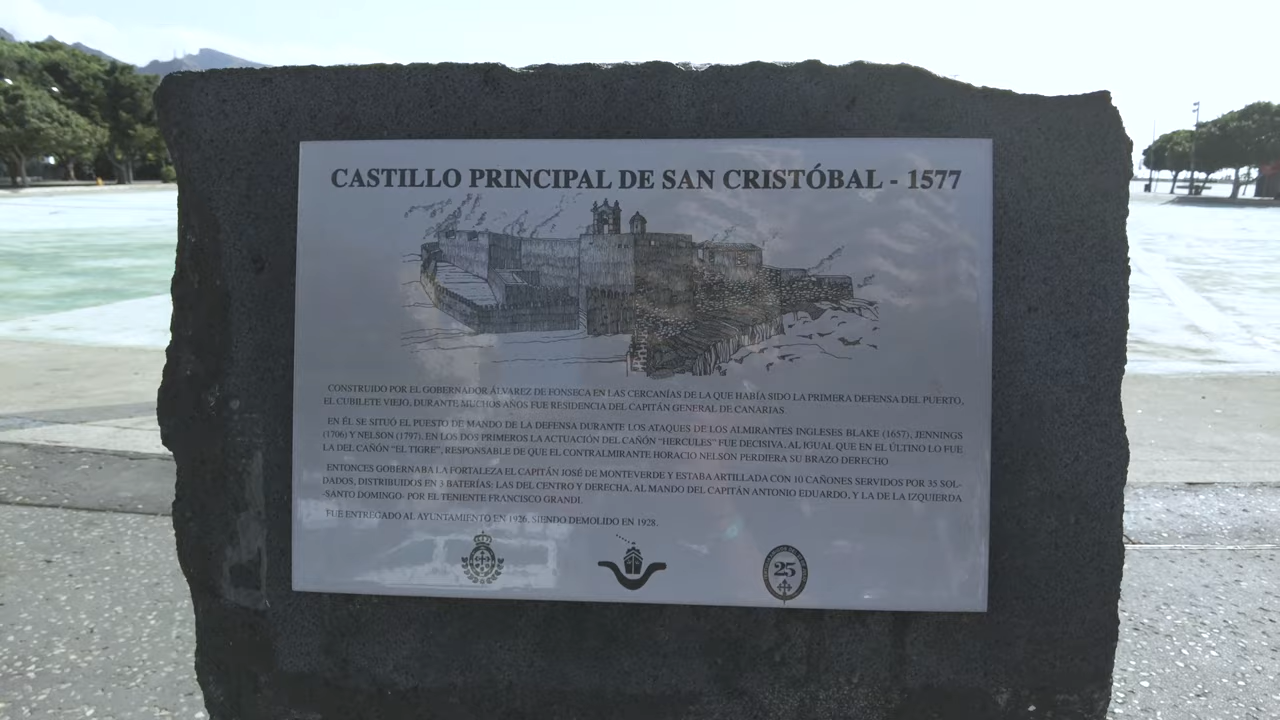 CASTILLO PRINCIPAL DE SAN CRISTÓBAL - 1577
CONSTRUIDO POR EL GOBERNADOR ÁLVAREZ DE FONSECA EN LAS CERCANÍAS DE LA QUE HABÍA SIDO LA PRIMERA DEFENSA DEL PUERTO,
EL CUBILETE VIEJO, DURANTE MUCHOS AÑOS FUE RESIDENCIA DEL CAPITÁN GENERAL DE CANARIAS
EN ÉL SE SITUÓ EL PUESTO DE MANDO DE LA DEFENSA DURANTE LOS ATAQUES DE LOS ALMIRANTES INGLESES BLAKE (1657), JENNINGS
(1706) Y NELSON (1797). EN LOS DOS PRIMEROS LA ACTUACIÓN DEL CAÑÓN "HERCULES" FUE DECISIVA, AL IGUAL QUE EN EL ÚLTINO LO FUE
LA DEL CAÑÓN "EL TIGRE", RESPONSABLE DE QUE EL CONTRALMIRANTE HORACIO NELSON PERDIERA SU BRAZO DERECHO
ENTONCES GOBERNABA LA FORTALEZA EL CAPITÁN JOSÉ DE MONTEVERDE Y ESTABA ARTILLADA CON 10 CAÑONES SERVIDOS POR 35 SOL-
DADOS, DISTRIBUIDOS EN 3 BATERÍAS: LAS DEL CENTRO Y DERECHA, AL MANDO DEL CAPITÁN ANTONIO EDUARDO, Y LA DE LA IZQUIERDA
-SANTO DOMINGO- POR EL TENIENTE FRANCISCO GRANDI.
FUE ENTREGADO AL AYUNTAMIENTO EN 1926, SIENDO DEMOLIDO EN 1928.
25